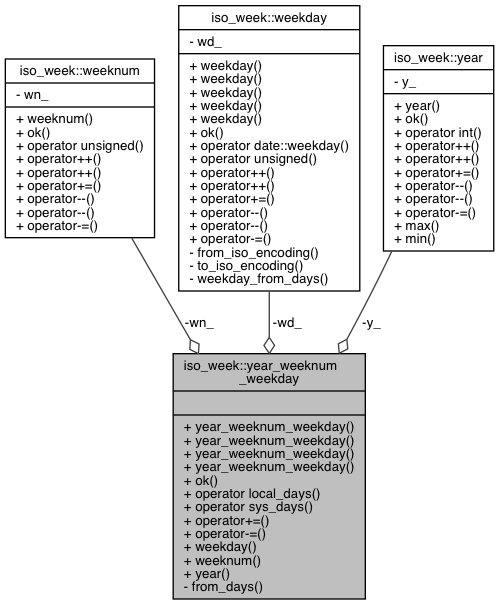 iso_week::weeknum
- wn_
+ weeknum()
+ ok()
+ operator unsigned()
+ operator++()
+ operator++()
+ operator+=()
+ operator--()
+ operator--()
+ operator-=()
iso_week::weekday
- wd_
+ weekday()
+ weekday()
+ weekday()
+ weekday()
+ weekday()
+ ok()
+ operator date::weekday()
+ operator unsigned()
+ operator++()
+ operator++()
+ operator+=()
+ operator--()
+ operator--()
+ operator-=()
- from_iso_encoding()
- to_iso_encoding()
- weekday_from_days()
iso_week::year
- y_
+ year()
+ ok()
+ operator int()
+ operator++()
+ operator++()
+ operator+=()
+ operator--()
+ operator--()
+ operator-=()
+ max()
+ min()
-wn_
-wd_
-y_
iso_week::year_weeknum
_weekday
+ year_weeknum_weekday()
+ year_weeknum_weekday()
+ year_weeknum_weekday()
+ year_weeknum_weekday()
+ ok()
+ operator local_days()
+ operator sys_days()
+ operator+=()
+ operator-=()
+ weekday()
+ weeknum()
+ year()
- from_days()